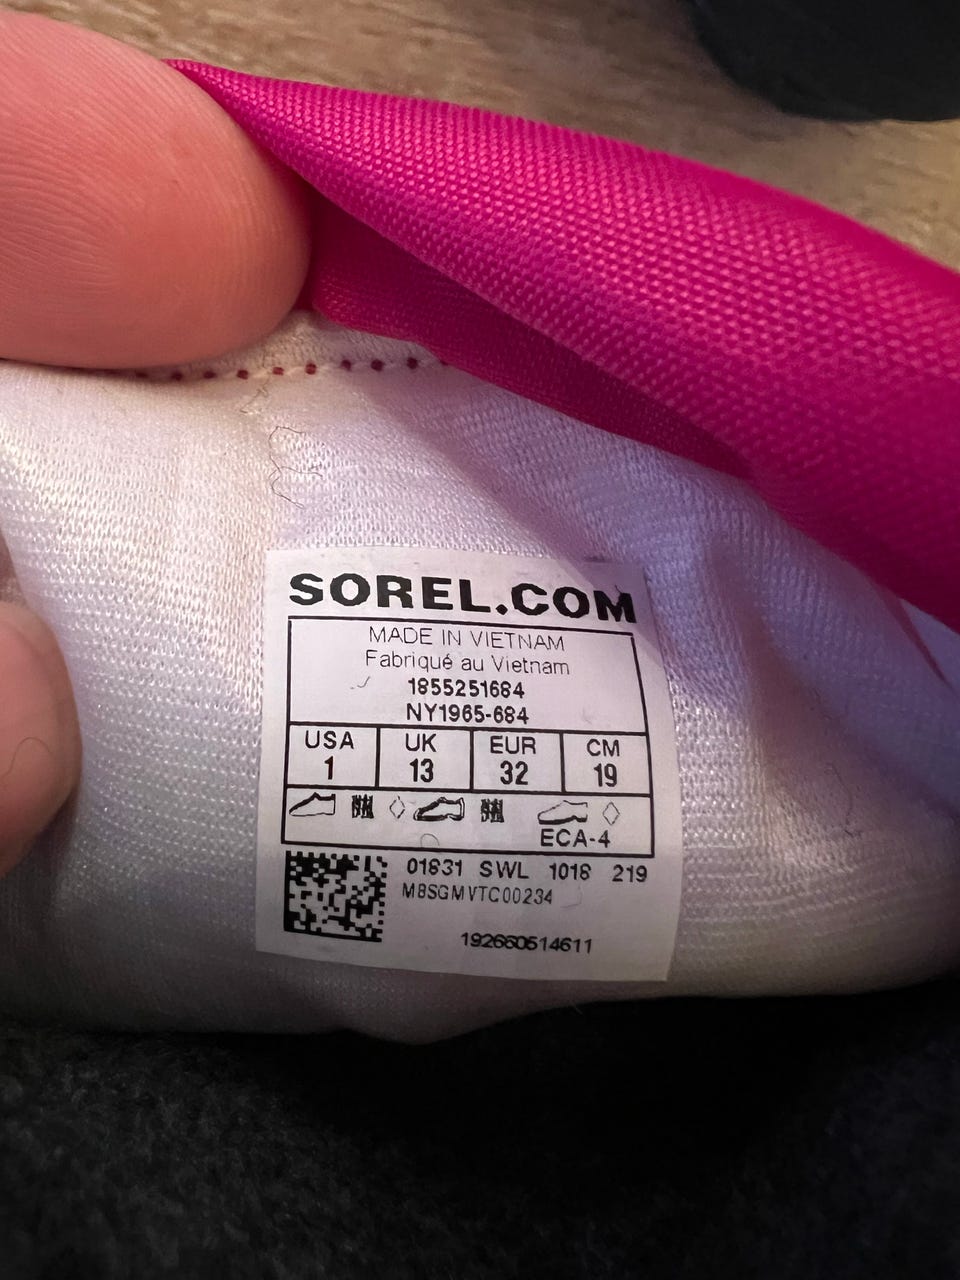 SOREL.COM
MADE IN VIETNAM
Fabriqué au Vietnam
1855251684
NY1965-684
USA UK EUR CM
1 13 32 19
ECA-4
01831 SWL 1018 219
MBSGMVTC00234
192660514611